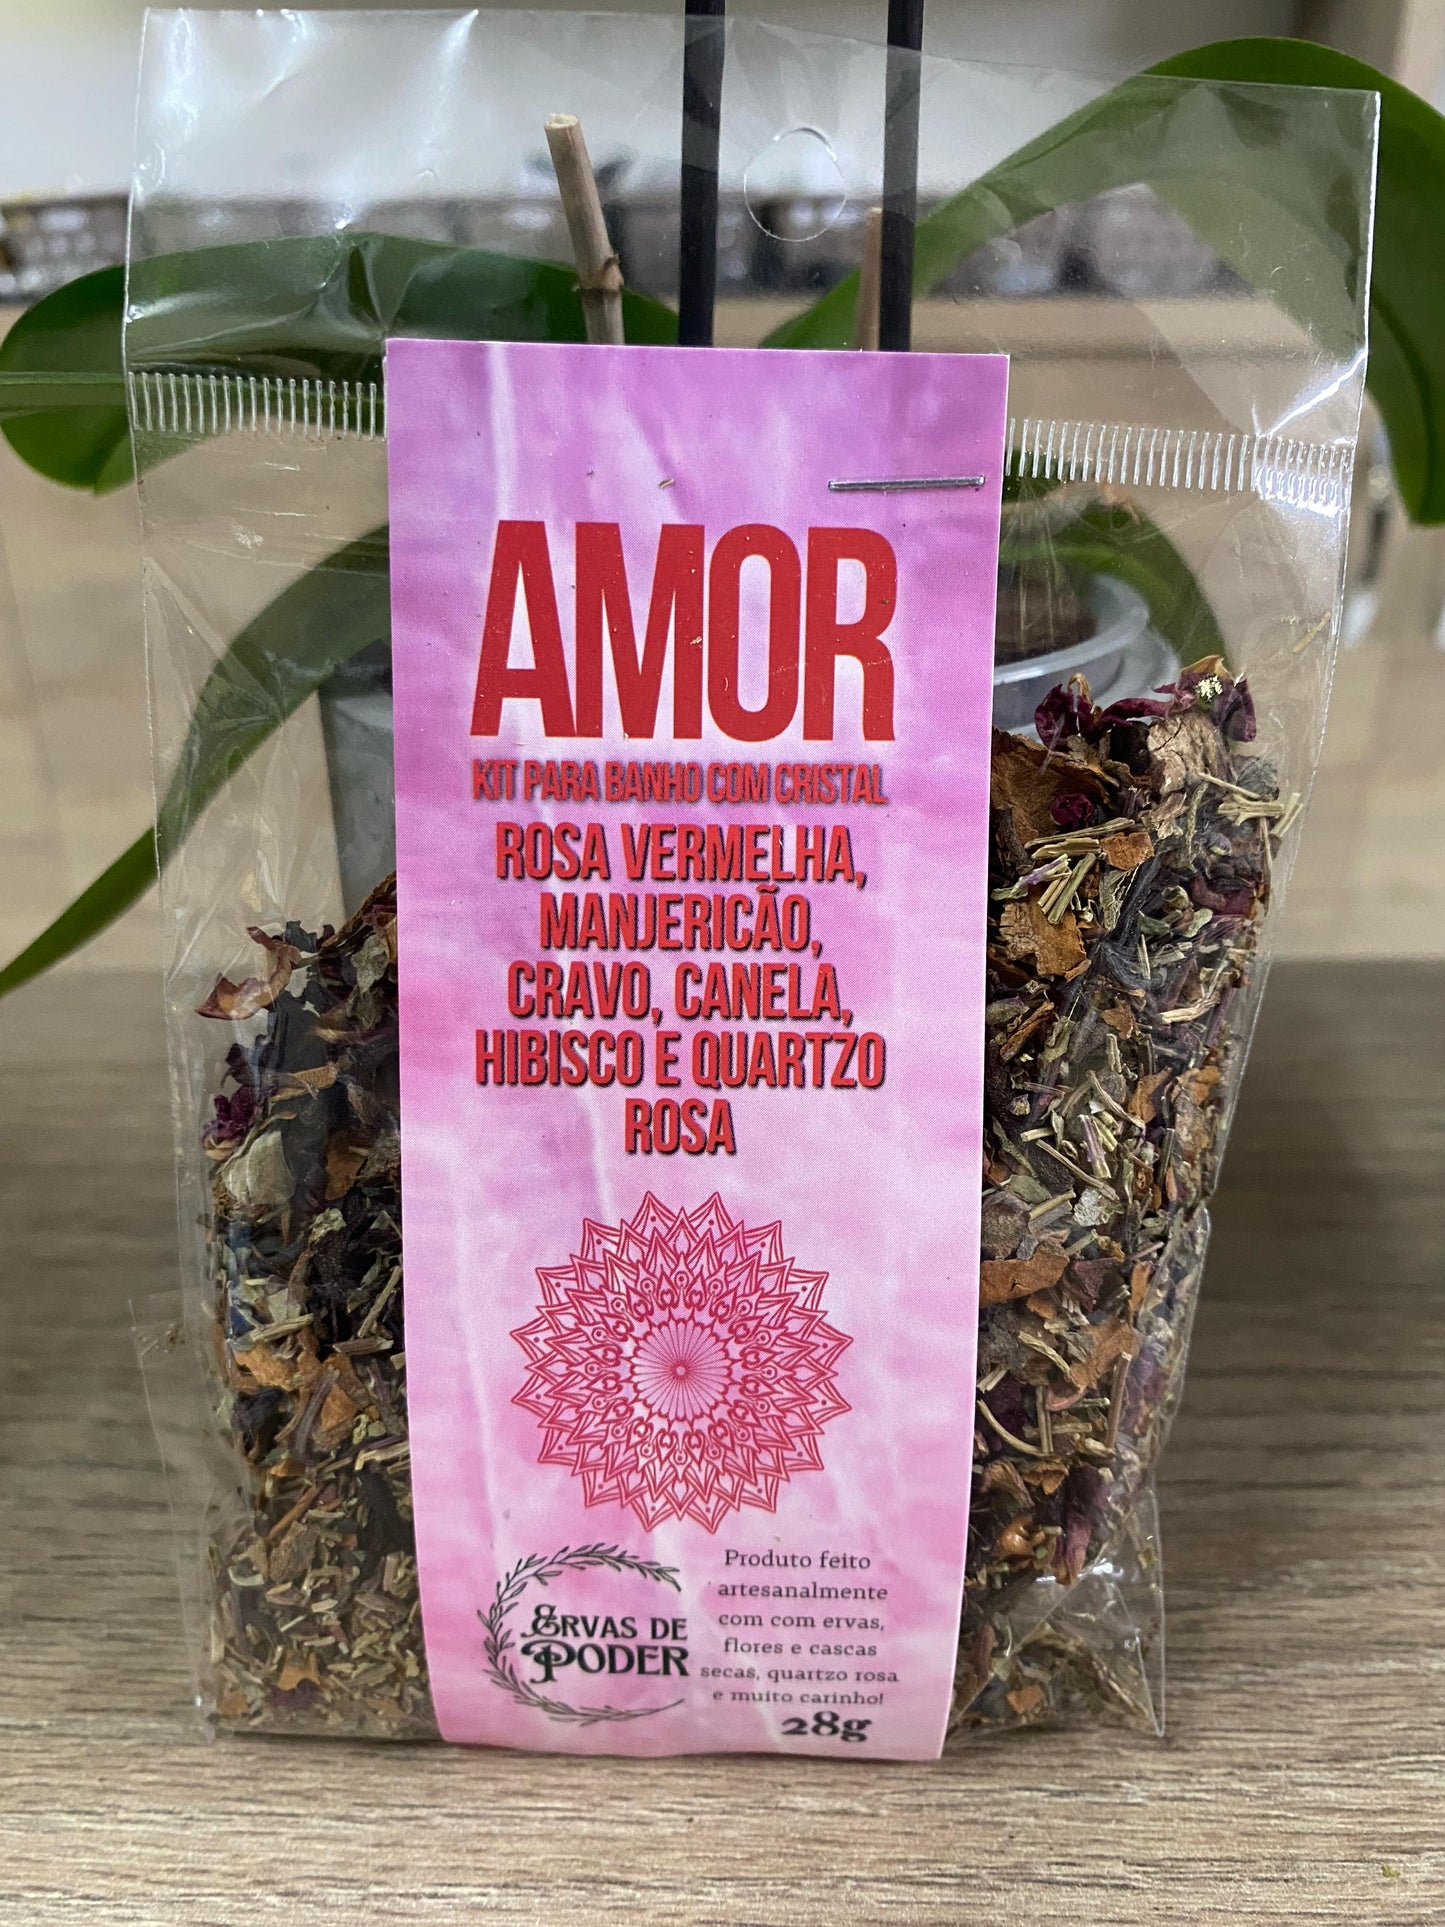 AMOR
KIT PARA BANHO COM CRISTAL
ROSA VERMELHA,
MANJERICÃO,
CRAVO, CANELA,
HIBISCO E QUARTZO
ROSA
ERVAS DE
PODER
Produto feito
artesanalmente
com com ervas,
flores e cascas
secas, quartzo rosa
e muito carinho!
28g